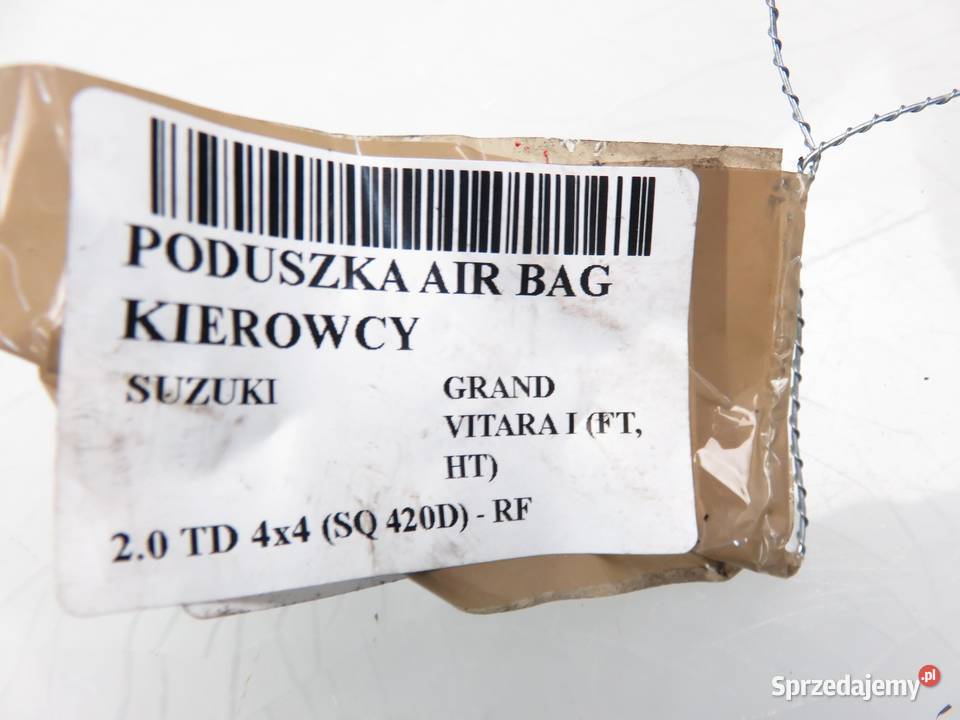 PODUSZKA AIR BAG
KIEROWCY
SUZUKI GRAND
VITARA I (FT,
HT)
2.0 TD 4x4 (SQ 420D) - RF
Sprzedajemy.pl